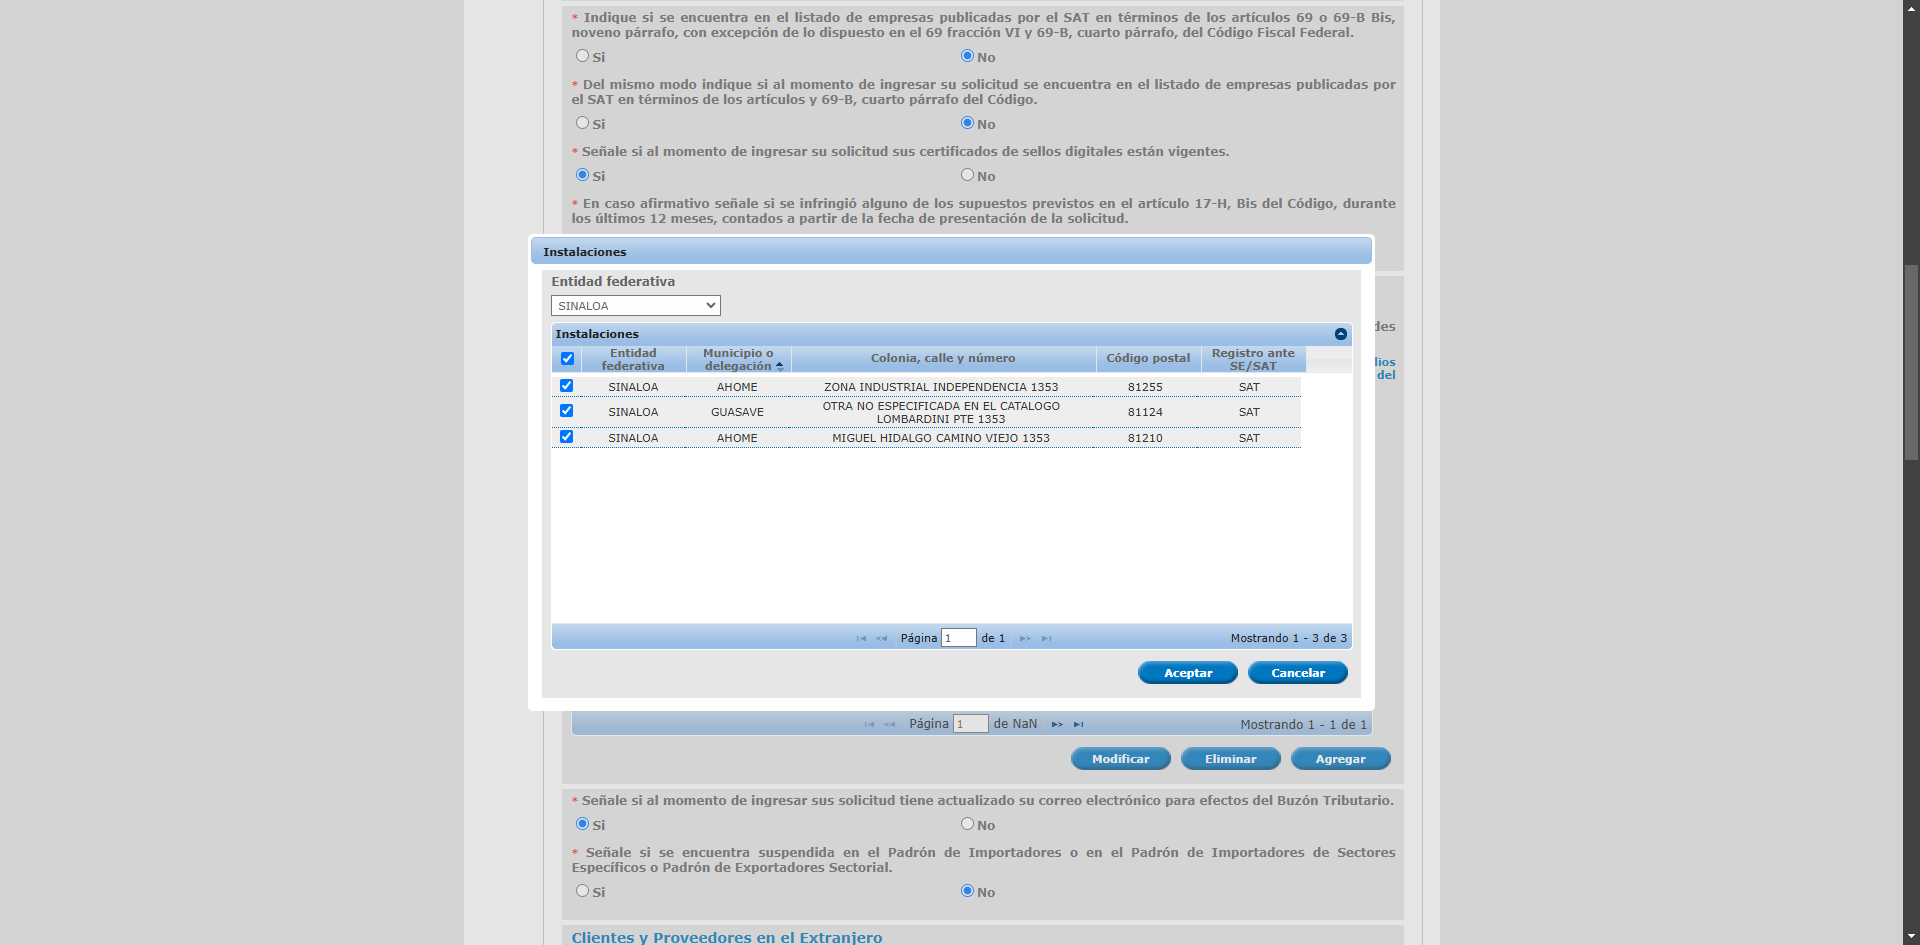 * Indique si se encuentra en el listado de empresas publicadas por el SAT en términos de los artículos 69 o 69-B Bis,
noveno párrafo, con excepción de lo dispuesto en el 69 fracción VI y 69-B, cuarto párrafo, del Código Fiscal Federal.
Si No
* Del mismo modo indique si al momento de ingresar su solicitud se encuentra en el listado de empresas publicadas por
el SAT en términos de los artículos y 69-B, cuarto párrafo del Código.
Si No
* Señale si al momento de ingresar su solicitud sus certificados de sellos digitales están vigentes.
Si No
* En caso afirmativo señale si se infringió alguno de los supuestos previstos en el artículo 17-H, Bis del Código, durante
los últimos 12 meses, contados a partir de la fecha de presentación de la solicitud.
Instalaciones
Entidad federativa
SINALOA
des
Instalaciones
Entidad federativa Municipio o delegación Colonia, calle y número Código postal Registro ante SE/SAT
lios
del
SINALOA AHOME ZONA INDUSTRIAL INDEPENDENCIA 1353 81255 SAT
SINALOA GUASAVE OTRA NO ESPECIFICADA EN EL CATALOGO LOMBARDINI PTE 1353 81124 SAT
SINALOA AHOME MIGUEL HIDALGO CAMINO VIEJO 1353 81210 SAT
Página 1 de 1 Mostrando 1 - 3 de 3
Aceptar Cancelar
Página 1 de NaN Mostrando 1 - 1 de 1
Modificar Eliminar Agregar
* Señale si al momento de ingresar sus solicitud tiene actualizado su correo electrónico para efectos del Buzón Tributario.
Si No
* Señale si se encuentra suspendida en el Padrón de Importadores o en el Padrón de Importadores de Sectores
Específicos o Padrón de Exportadores Sectorial.
Si No
Clientes y Proveedores en el Extranjero